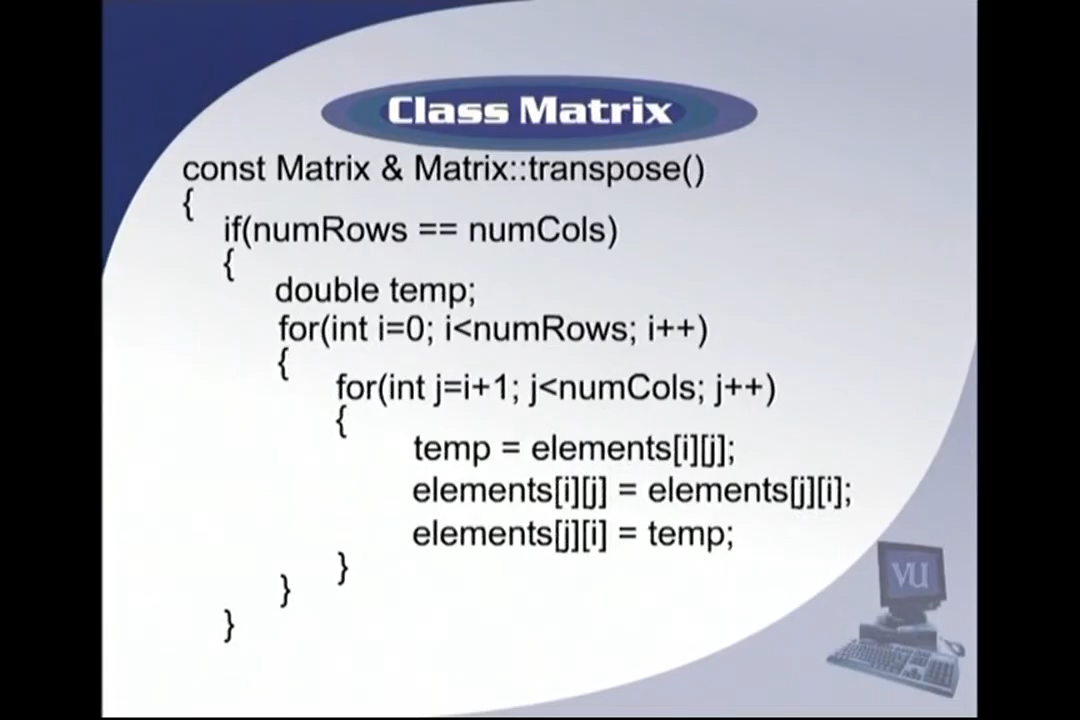 Class Matrix
const Matrix & Matrix::transpose()
{
if(numRows == numCols)
{
double temp;
for(int i=0; i<numRows; i++)
{
for(int j=i+1; j<numCols; j++)
{
temp = elements[i][j];
elements[i][j] = elements[j][i];
elements[j][i] = temp;
}
}
}
VU